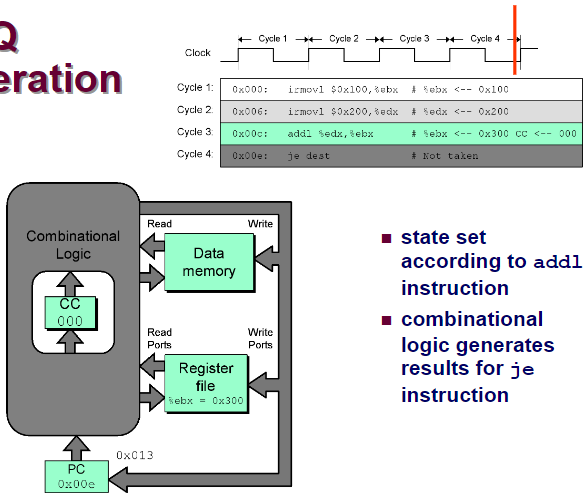 Q
eration
Clock
Cycle 1 Cycle 2 Cycle 3 Cycle 4
Cycle 1: 0x000: irmovl $0x100,%ebx # %ebx <-- 0x100
Cycle 2: 0x006: irmovl $0x200,%edx # %edx <-- 0x200
Cycle 3: 0x00c: addl %edx,%ebx # %ebx <-- 0x300 CC <-- 000
Cycle 4: 0x00e: je dest # Not taken
Combinational
Logic
CC
000
Read
Write
Data
memory
Read
Ports
Write
Ports
Register
file
%ebx = 0x300
0x013
PC
0x00e
■ state set
according to addl
instruction
■ combinational
logic generates
results for je
instruction